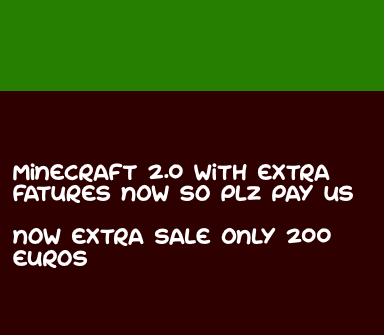 MiNECRAFT 2.0 WiTH EXTRA
FATURES NOW SO PLZ PAY US
NOW EXTRA SALE ONLY 200
EUROS